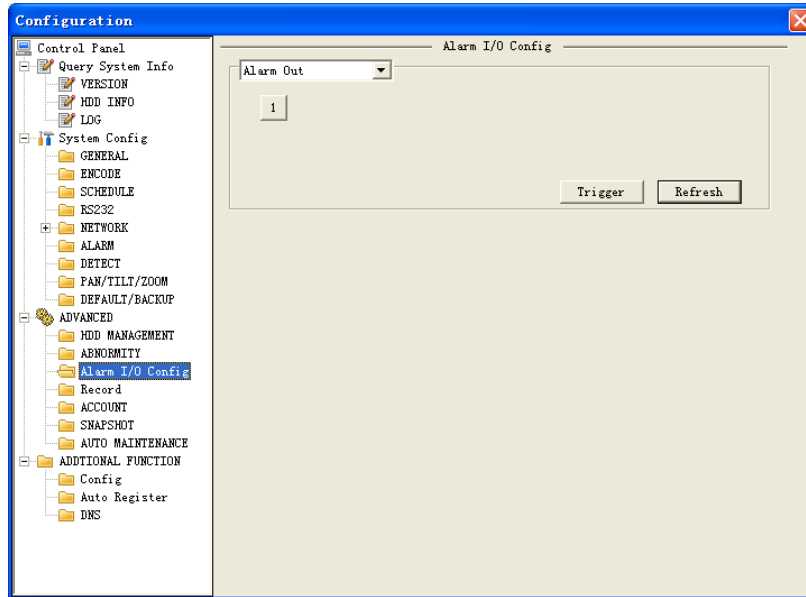 Configuration
Control Panel
Query System Info
VERSION
HDD INFO
LOG
System Config
GENERAL
ENCODE
SCHEDULE
RS232
NETWORK
ALARM
DETECT
PAN/TILT/ZOOM
DEFAULT/BACKUP
ADVANCED
HDD MANAGEMENT
ABNORMITY
Alarm I/O Config
Record
ACCOUNT
SNAPSHOT
AUTO MAINTENANCE
ADDTIONAL FUNCTION
Config
Auto Register
DNS
Alarm I/O Config
Alarm Out
1
Trigger Refresh